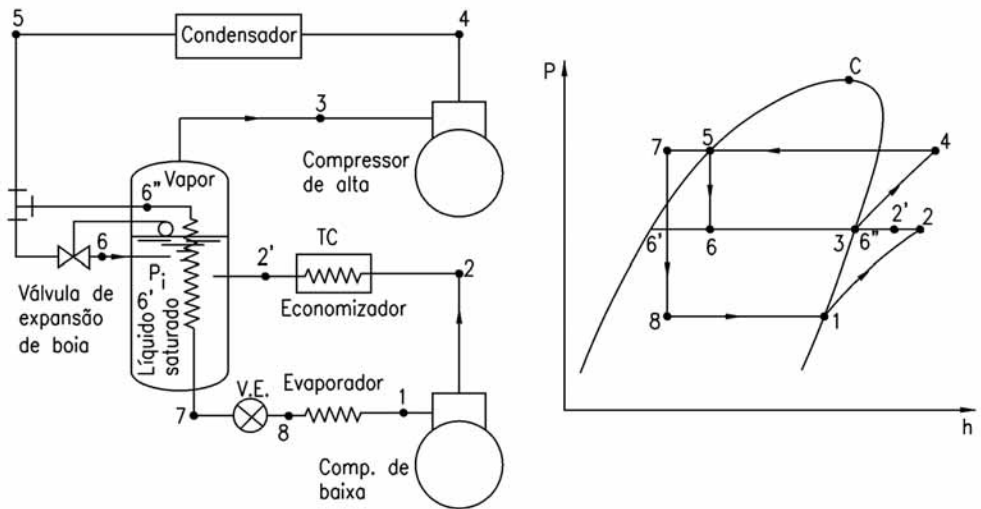 5
Condensador
4
3
Compressor
de alta
Vapor
6"
6
P i
Válvula de
expansão
de boia
Líquido 6'
saturado
2'
TC
Economizador
2
V.E.
Evaporador
1
7
8
Comp. de
baixa
P
C
7
5
4
6'
6
3
6"
2'
2
8
1
h